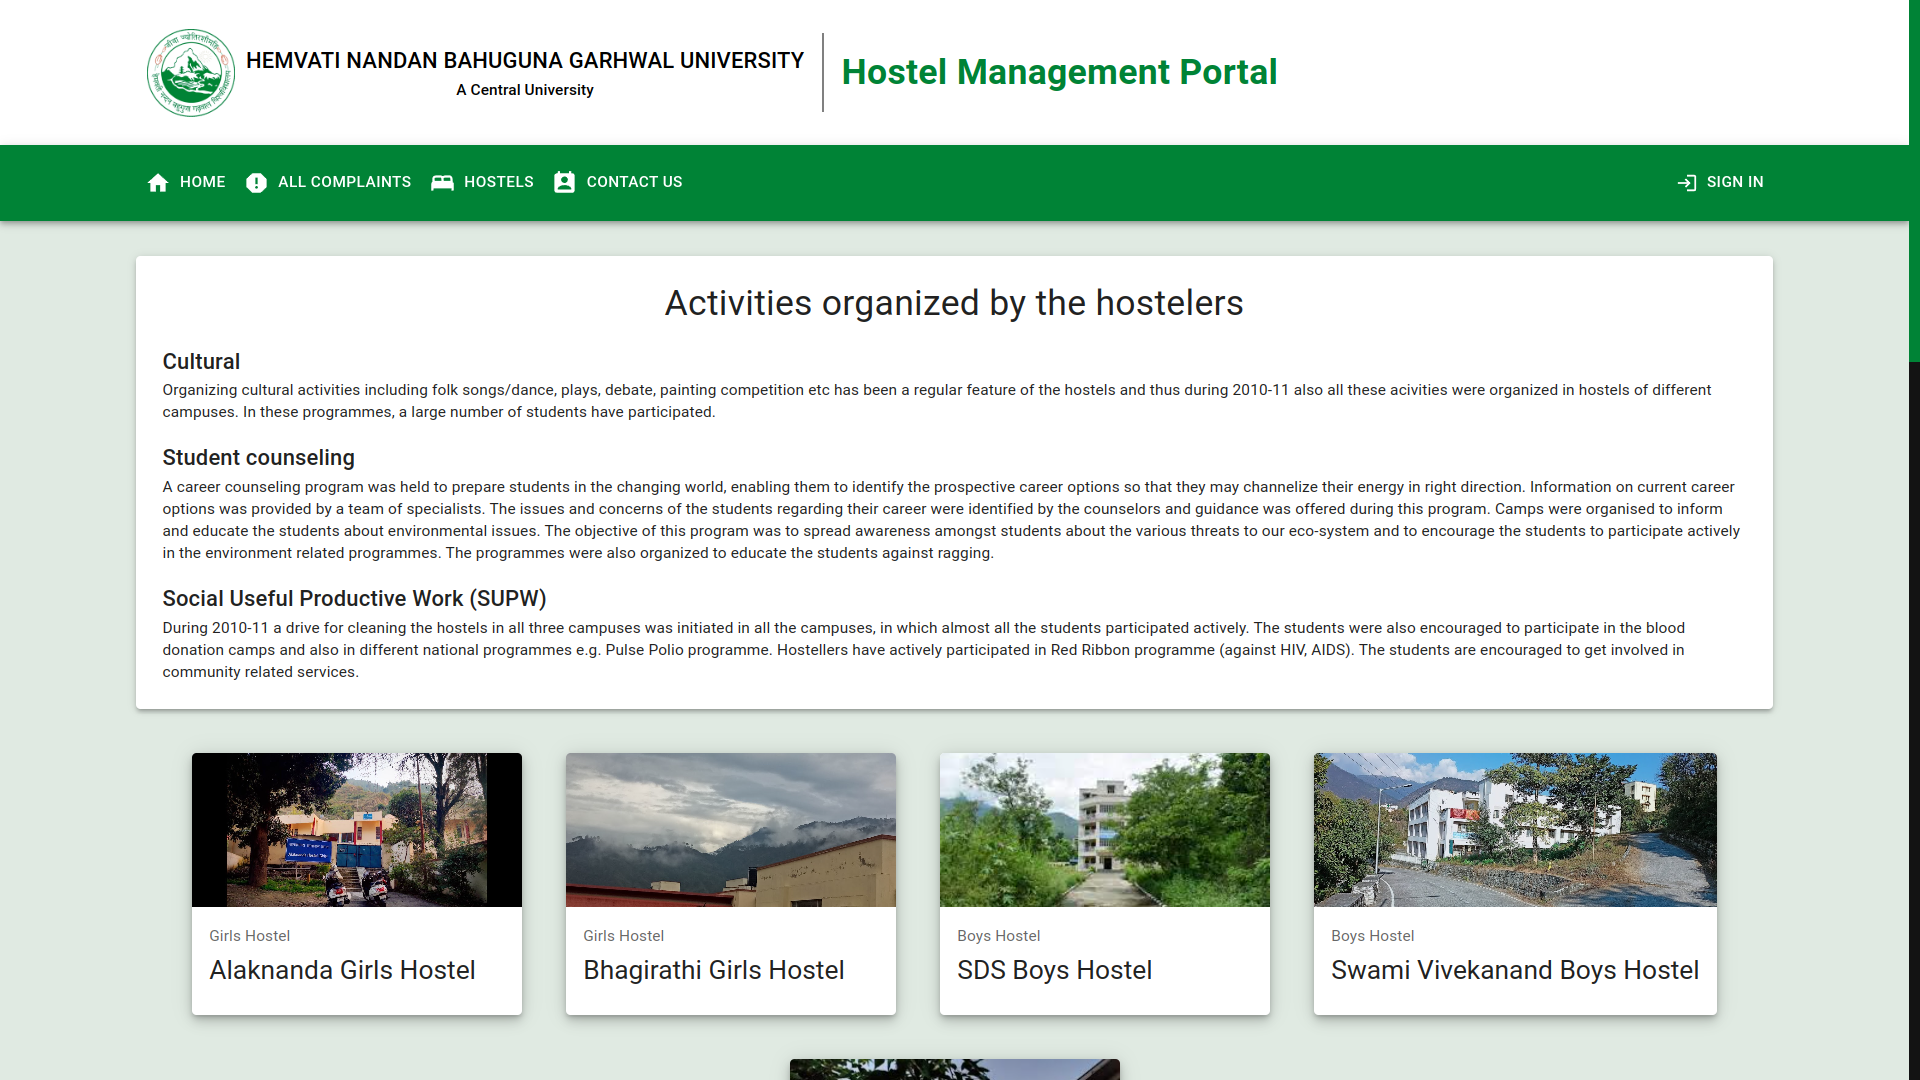 HEMVATI NANDAN BAHUGUNA GARHWAL UNIVERSITY
A Central University
Hostel Management Portal
HOME
ALL COMPLAINTS
HOSTELS
CONTACT US
SIGN IN
Activities organized by the hostelers
Cultural
Organizing cultural activities including folk songs/dance, plays, debate, painting competition etc has been a regular feature of the hostels and thus during 2010-11 also all these acivities were organized in hostels of different
campuses. In these programmes, a large number of students have participated.
Student counseling
A career counseling program was held to prepare students in the changing world, enabling them to identify the prospective career options so that they may channelize their energy in right direction. Information on current career
options was provided by a team of specialists. The issues and concerns of the students regarding their career were identified by the counselors and guidance was offered during this program. Camps were organised to inform
and educate the students about environmental issues. The objective of this program was to spread awareness amongst students about the various threats to our eco-system and to encourage the students to participate actively
in the environment related programmes. The programmes were also organized to educate the students against ragging.
Social Useful Productive Work (SUPW)
During 2010-11 a drive for cleaning the hostels in all three campuses was initiated in all the campuses, in which almost all the students participated actively. The students were also encouraged to participate in the blood
donation camps and also in different national programmes e.g. Pulse Polio programme. Hostellers have actively participated in Red Ribbon programme (against HIV, AIDS). The students are encouraged to get involved in
community related services.
Girls Hostel
Alaknanda Girls Hostel
Girls Hostel
Bhagirathi Girls Hostel
Boys Hostel
SDS Boys Hostel
Boys Hostel
Swami Vivekanand Boys Hostel